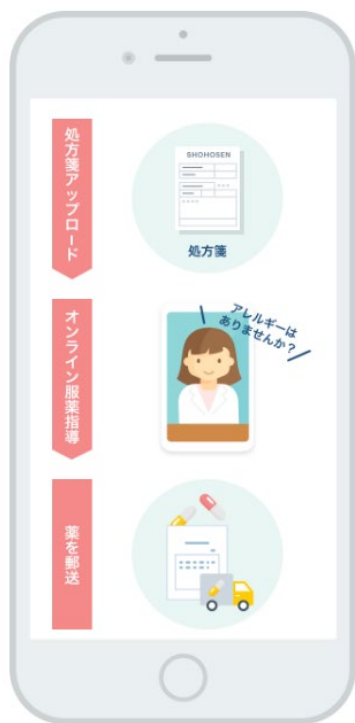 処方箋アップロード
SHOHOSEN
処方箋
オンライン服薬指導
アレルギーは
ありませんか？
薬を郵送